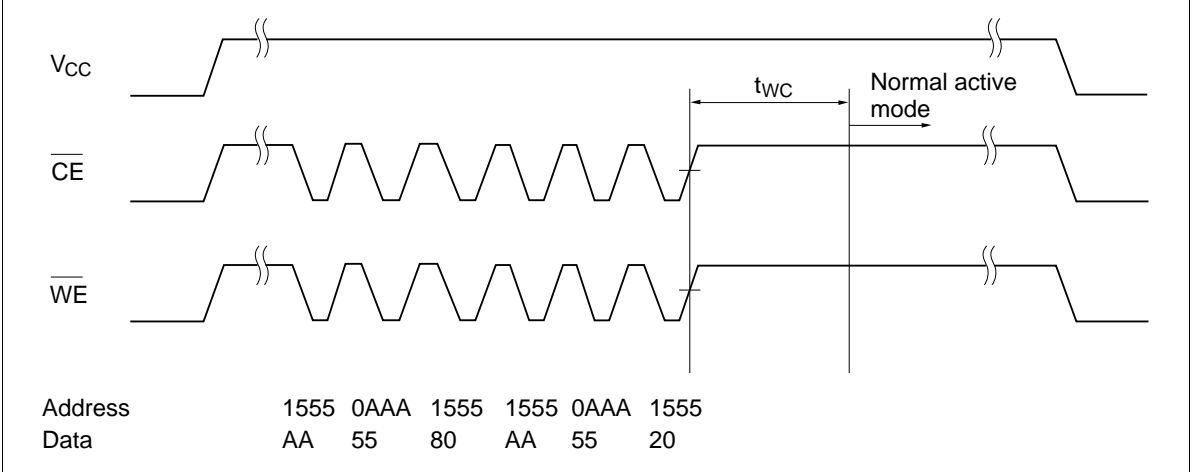 VCC
tWC
Normal active
mode
CE
WE
Address 1555 0AAA 1555 1555 0AAA 1555
Data AA 55 80 AA 55 20